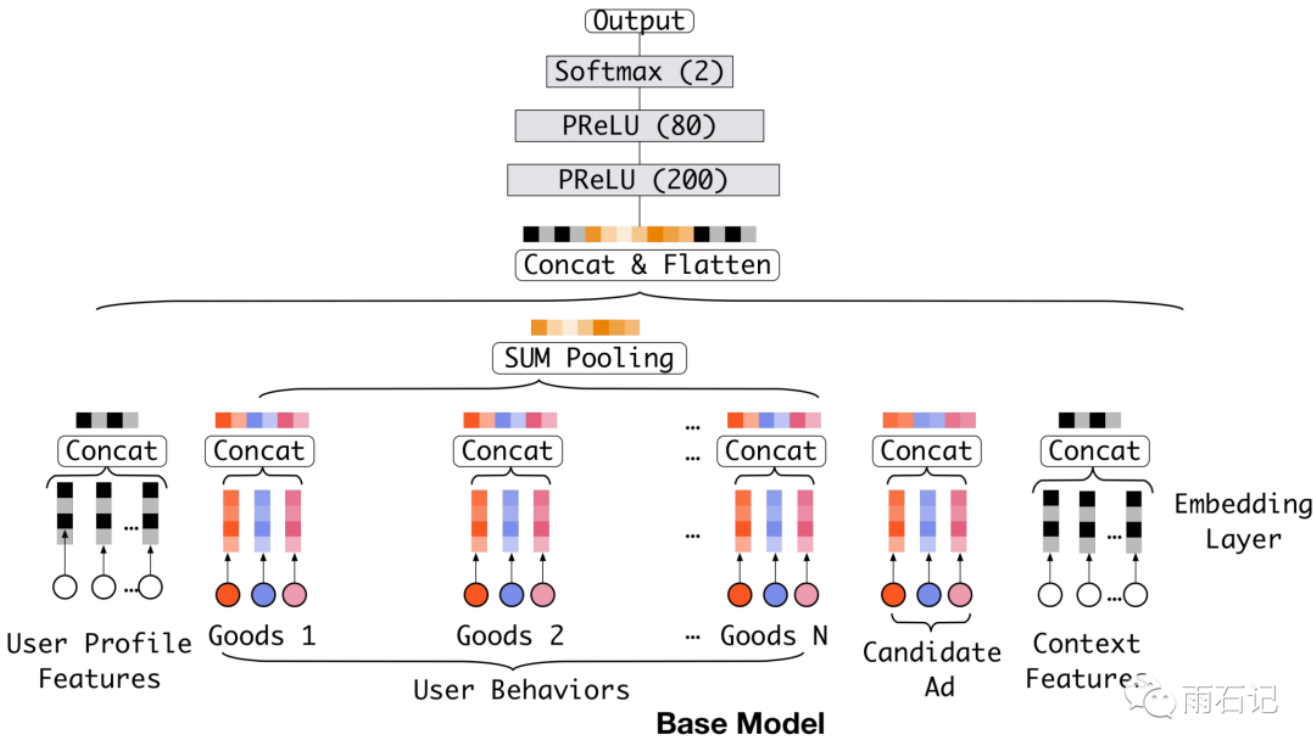 Output
Softmax (2)
PReLU (80)
PReLU (200)
Concat & Flatten
SUM Pooling
...
Concat
Concat
Concat
...
Concat
Concat
Concat
...
...
...
Embedding
Layer
...
...
User Profile
Features
Goods 1
Goods 2
...
Goods N
Candidate
Ad
Context
Features
User Behaviors
雨石记
Base Model